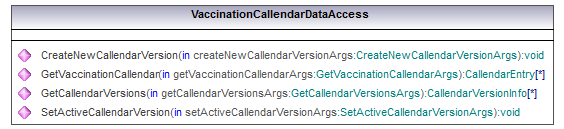 VaccinationCallendarDataAccess
CreateNewCallendarVersion(in createNewCallendarVersionArgs:CreateNewCallendarVersionArgs):void
GetVaccinationCallendar(in getVaccinationCallendarArgs:GetVaccinationCallendarArgs):CallendarEntry[*]
GetCallendarVersions(in getCallendarVersionsArgs:GetCallendarVersionsArgs):CallendarVersionInfo[*]
SetActiveCallendarVersion(in setActiveCallendarVersionArgs:SetActiveCallendarVersionArgs):void